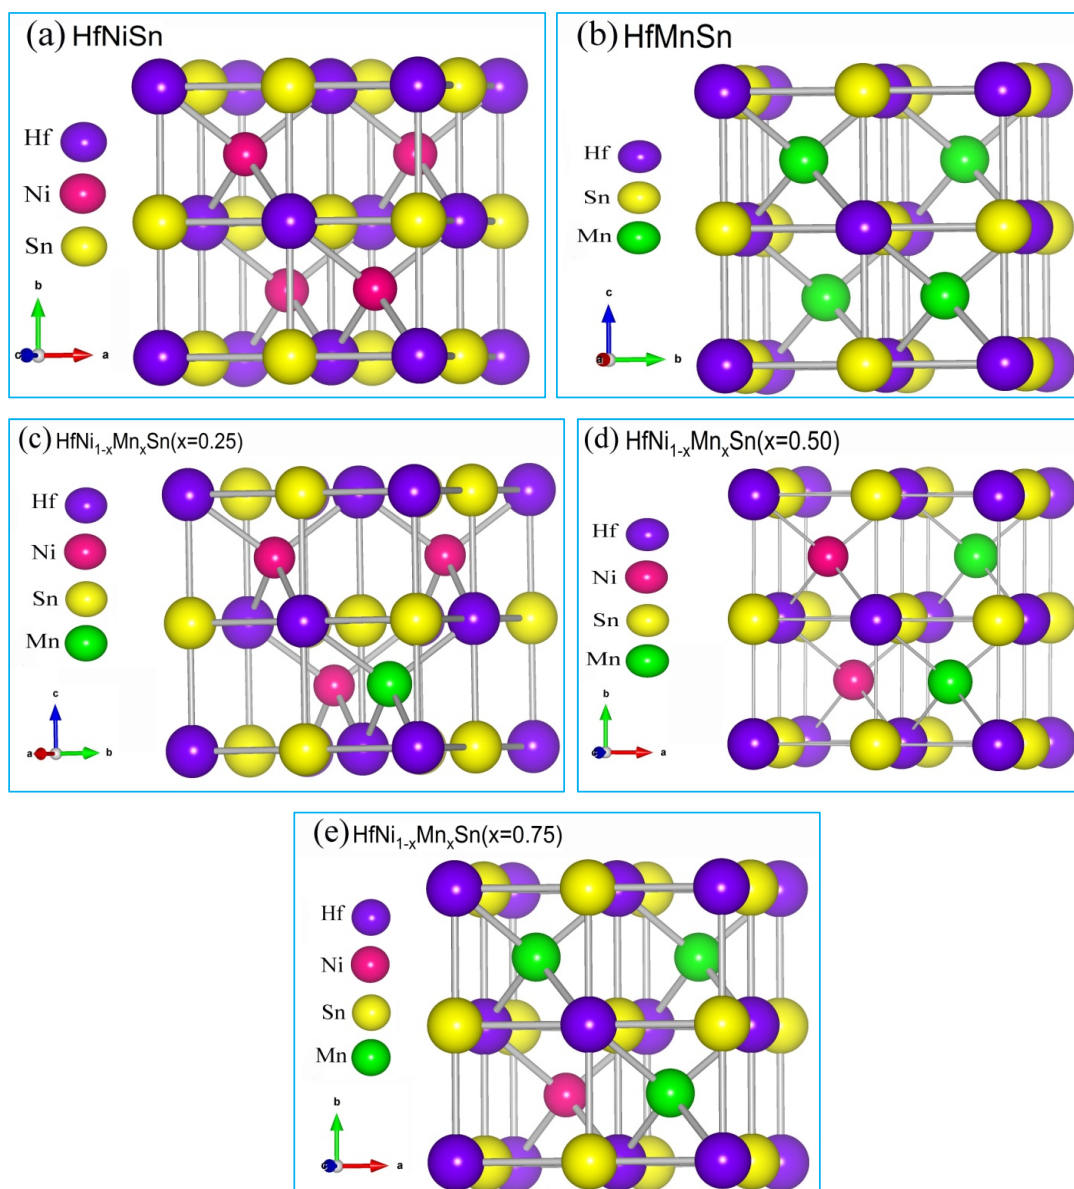 (a) HfNiSn
Hf
Ni
Sn
b
c
a
(b) HfMnSn
Hf
Sn
Mn
c
a
b
(c) HfNi₁₋ₓMnₓSn(x=0.25)
Hf
Ni
Sn
Mn
c
a
b
(d) HfNi₁₋ₓMnₓSn(x=0.50)
Hf
Ni
Sn
Mn
b
c
a
(e) HfNi₁₋ₓMnₓSn(x=0.75)
Hf
Ni
Sn
Mn
b
c
a